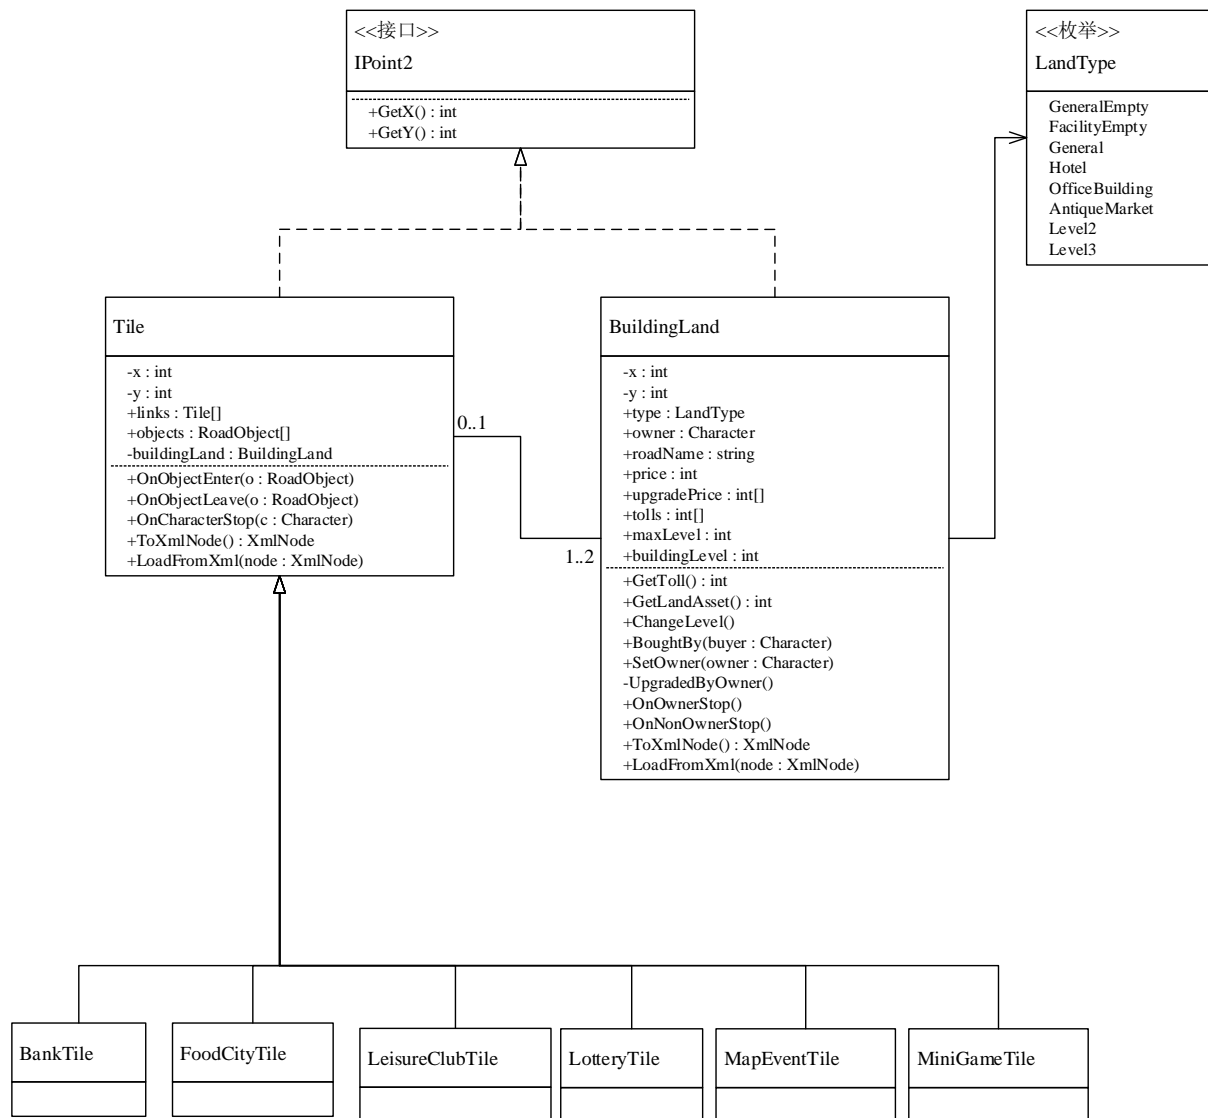 <<接口>>
IPoint2
+GetX() : int
+GetY() : int
<<枚举>>
LandType
GeneralEmpty
FacilityEmpty
General
Hotel
OfficeBuilding
AntiqueMarket
Level2
Level3
Tile
-x : int
-y : int
+links : Tile[]
+objects : RoadObject[]
-buildingLand : BuildingLand
+OnObjectEnter(o : RoadObject)
+OnObjectLeave(o : RoadObject)
+OnCharacterStop(c : Character)
+ToXmlNode() : XmlNode
+LoadFromXml(node : XmlNode)
0..1
1..2
BuildingLand
-x : int
-y : int
+type : LandType
+owner : Character
+roadName : string
+price : int
+upgradePrice : int[]
+tolls : int[]
+maxLevel : int
+buildingLevel : int
+GetToll() : int
+GetLandAsset() : int
+ChangeLevel()
+BoughtBy(buyer : Character)
+SetOwner(owner : Character)
-UpgradedByOwner()
+OnOwnerStop()
+OnNonOwnerStop()
+ToXmlNode() : XmlNode
+LoadFromXml(node : XmlNode)
BankTile
FoodCityTile
LeisureClubTile
LotteryTile
MapEventTile
MiniGameTile